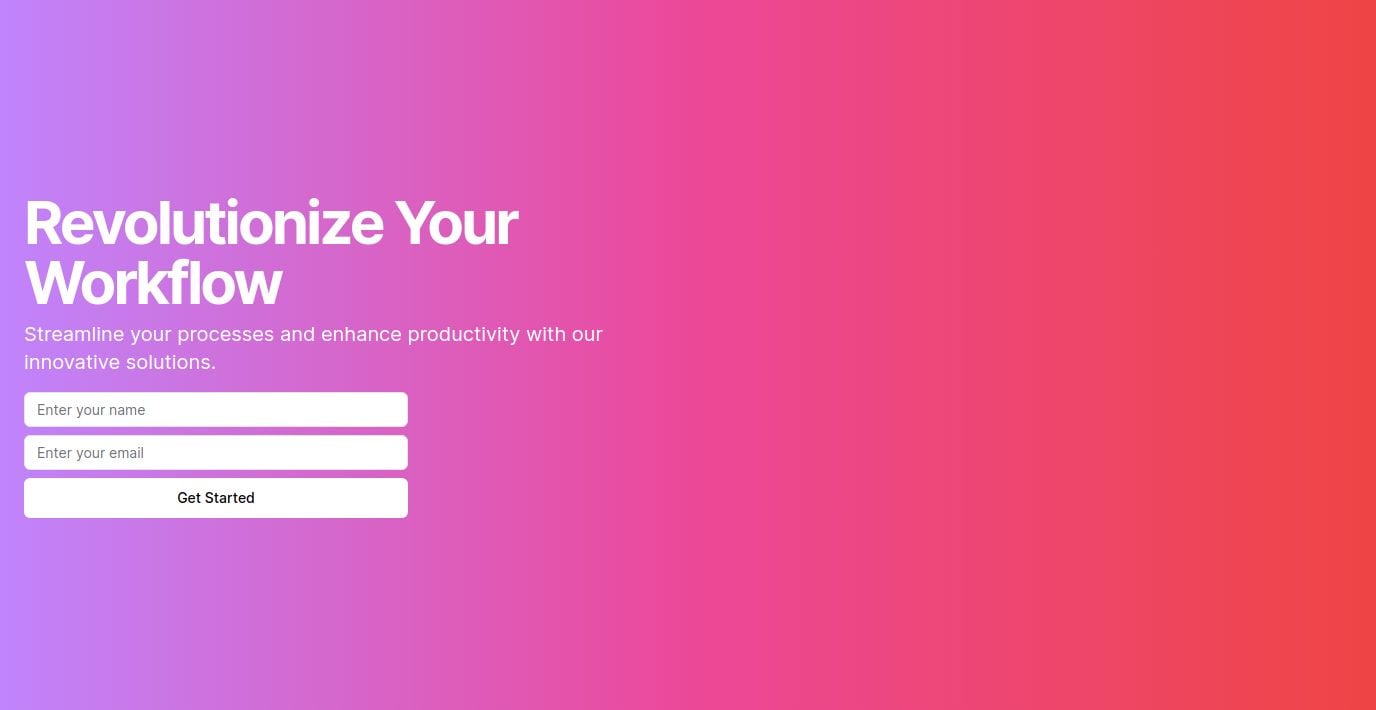 Revolutionize Your
Workflow
Streamline your processes and enhance productivity with our
innovative solutions.
Enter your name
Enter your email
Get Started